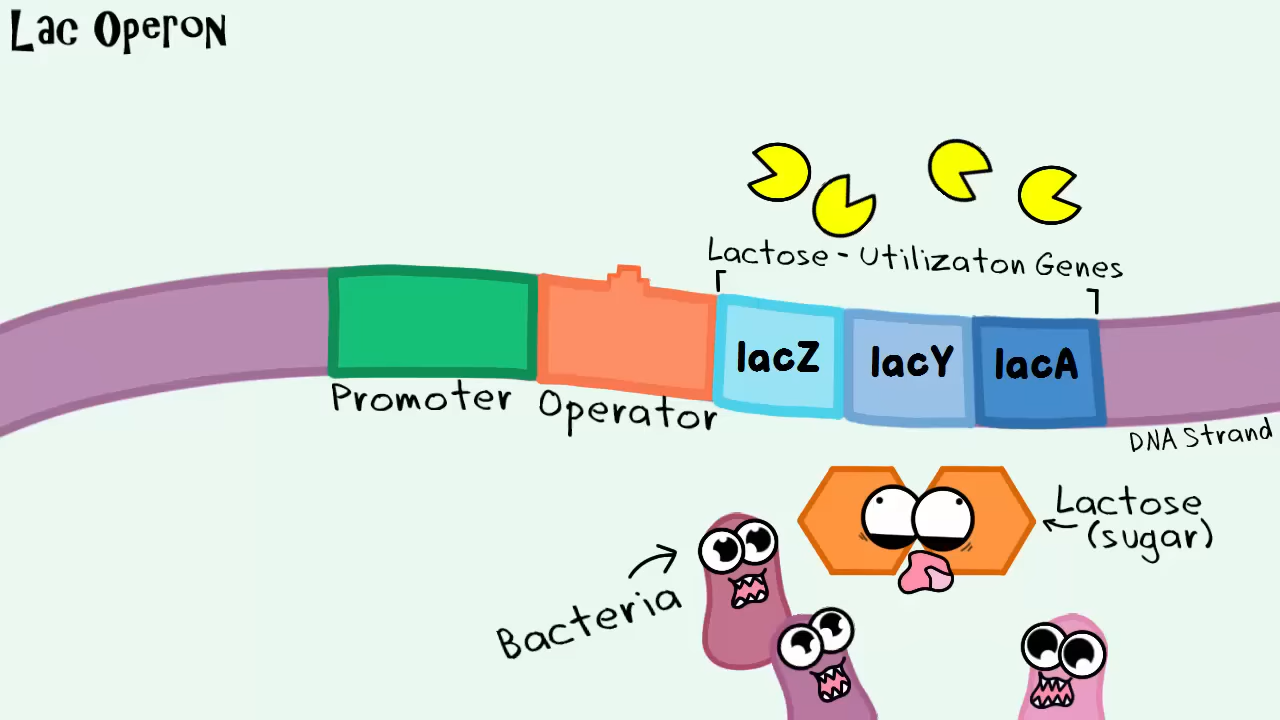 Lac Operon
Lactose - Utilizaton Genes
lacZ
lacY
lacA
Promoter
Operator
DNA Strand
Lactose
(sugar)
Bacteria